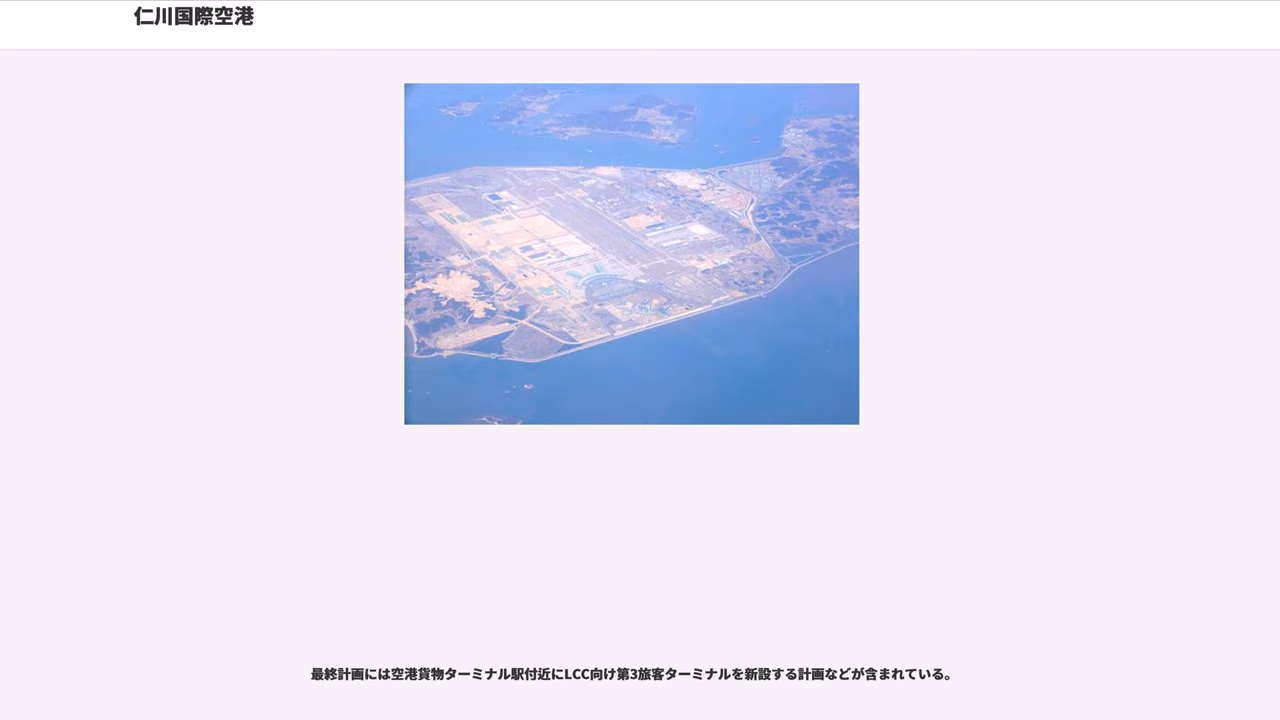 仁川国際空港
最終計画には空港貨物ターミナル駅付近にLCC向け第3旅客ターミナルを新設する計画などが含まれている。